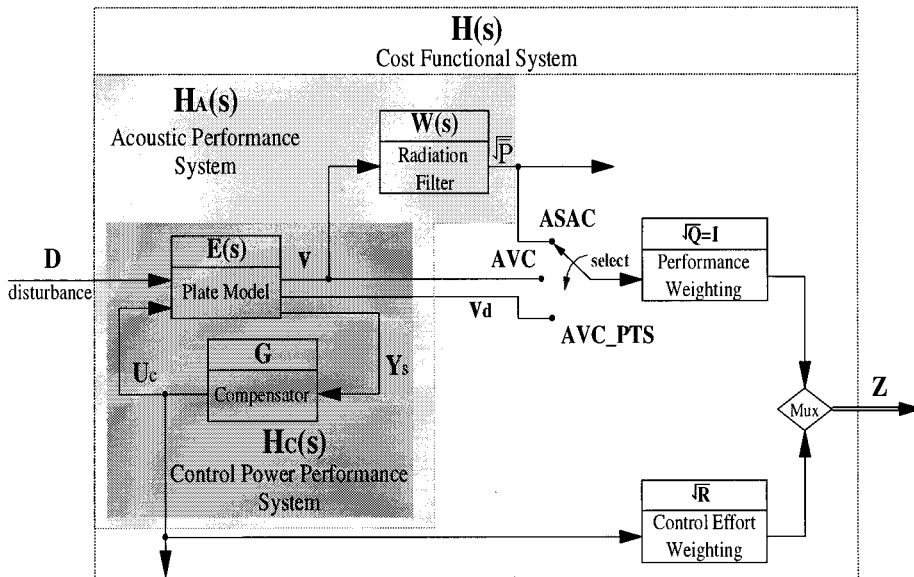 H(s)
Cost Functional System
HA(s)
Acoustic Performance
System
W(s)
Radiation
Filter
√P
ASAC
select
AVC
AVC_PTS
√Q=I
Performance
Weighting
D
disturbance
E(s)
Plate Model
V
Vd
Uc
Ys
G
Compensator
HC(s)
Control Power Performance
System
Mux
Z
√R
Control Effort
Weighting